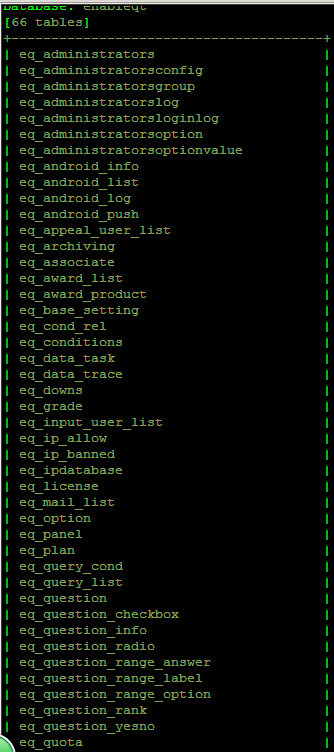 Database: enableqt
[66 tables]
+---------------------------------------+
| eq_administrators |
| eq_administratorsconfig |
| eq_administratorsgroup |
| eq_administratorslog |
| eq_administratorsloginlog |
| eq_administratorsoption |
| eq_administratorsoptionvalue |
| eq_android_info |
| eq_android_list |
| eq_android_log |
| eq_android_push |
| eq_appeal_user_list |
| eq_archiving |
| eq_associate |
| eq_award_list |
| eq_award_product |
| eq_base_setting |
| eq_cond_rel |
| eq_conditions |
| eq_data_task |
| eq_data_trace |
| eq_downs |
| eq_grade |
| eq_input_user_list |
| eq_ip_allow |
| eq_ip_banned |
| eq_ipdatabase |
| eq_license |
| eq_mail_list |
| eq_option |
| eq_panel |
| eq_plan |
| eq_query_cond |
| eq_query_list |
| eq_question |
| eq_question_checkbox |
| eq_question_info |
| eq_question_radio |
| eq_question_range_answer |
| eq_question_range_label |
| eq_question_range_option |
| eq_question_rank |
| eq_question_yesno |
| eq_quota |